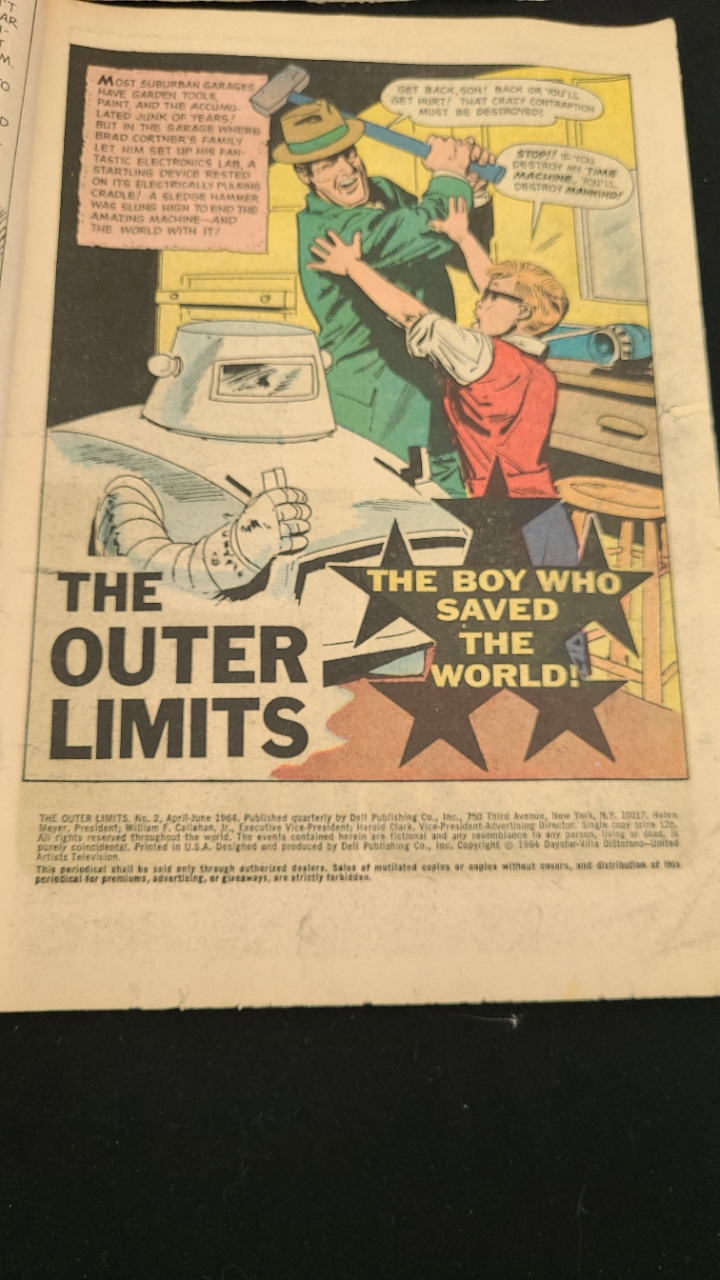 MOST SUBURBAN GARAGES
HAVE GARDEN TOOLS,
PAINT, AND THE ACCUMU-
LATED JUNK OF YEARS!
BUT IN THE GARAGE WHERE
BRAD CORTNER'S FAMILY
LET HIM SET UP HIS FAN-
TASTIC ELECTRONICS LAB, A
STARTLING DEVICE RESTED
ON ITS ELECTRICALLY PULSING
CRADLE! A SLEDGE HAMMER
WAS SLUNG HIGH TO END THE
AMAZING MACHINE—AND
THE WORLD WITH IT!
GET BACK, SON! BACK OR YOU'LL
GET HURT! THAT CRAZY CONTRAPTION
MUST BE DESTROYED!
STOP!! IF YOU
DESTROY MY TIME
MACHINE, YOU'LL
DESTROY MANKIND!
THE
OUTER
LIMITS
THE BOY WHO
SAVED
THE
WORLD!
THE OUTER LIMITS, No. 2, April-June 1964. Published quarterly by Dell Publishing Co., Inc., 750 Third Avenue, New York, N.Y. 10017. Helen
Meyer, President; William F. Callahan, Jr., Executive Vice-President; Harold Clark, Vice-President-Advertising Director. Single copy price 12¢.
All rights reserved throughout the world. The events contained herein are fictional and any resemblance to any person, living or dead, is
purely coincidental. Printed in U.S.A. Designed and produced by Dell Publishing Co., Inc. Copyright © 1964 Daystar-Villa DiStefano—United
Artists Television.
This periodical shall be sold only through authorized dealers. Sales of mutilated copies or copies without covers, and distribution of this
periodical for premiums, advertising, or giveaways, are strictly forbidden.